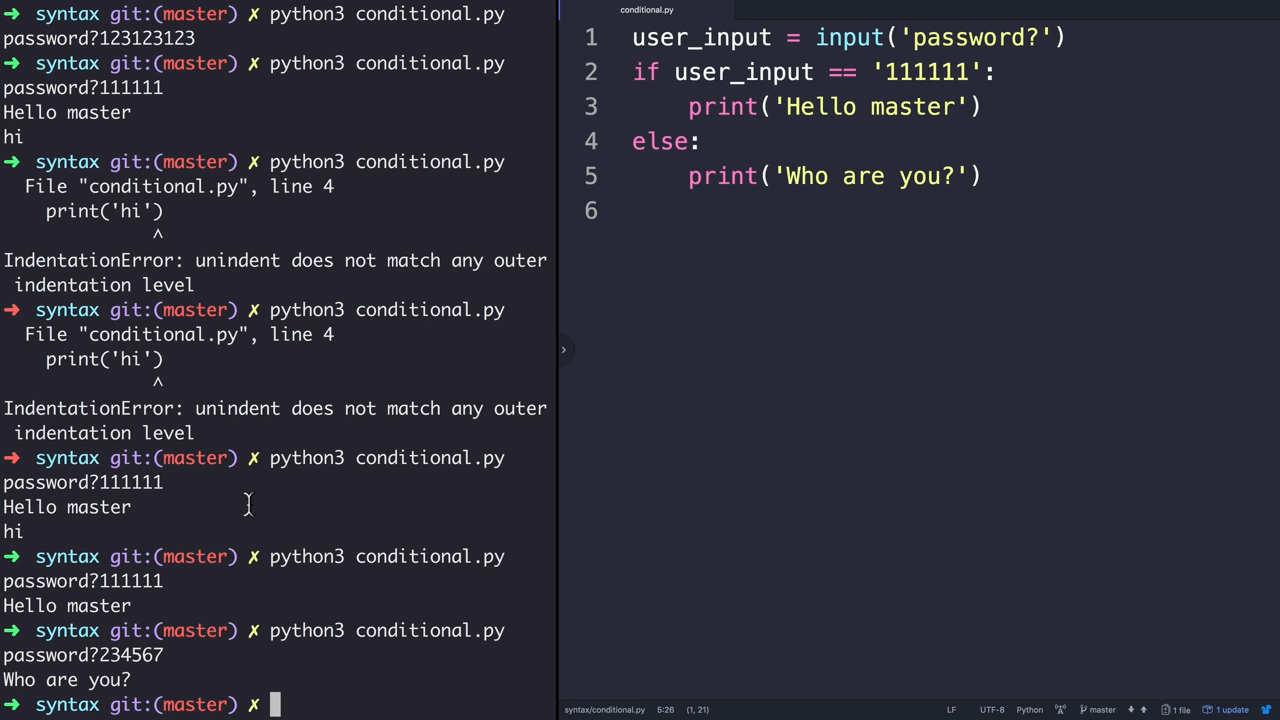 ➜ syntax git:(master) ✗ python3 conditional.py
password?123123123
➜ syntax git:(master) ✗ python3 conditional.py
password?111111
Hello master
hi
➜ syntax git:(master) ✗ python3 conditional.py
File "conditional.py", line 4
print('hi')
^
IndentationError: unindent does not match any outer
indentation level
➜ syntax git:(master) ✗ python3 conditional.py
File "conditional.py", line 4
print('hi')
^
IndentationError: unindent does not match any outer
indentation level
➜ syntax git:(master) ✗ python3 conditional.py
password?111111
Hello master
hi
➜ syntax git:(master) ✗ python3 conditional.py
password?111111
Hello master
➜ syntax git:(master) ✗ python3 conditional.py
password?234567
Who are you?
➜ syntax git:(master) ✗
conditional.py
1 user_input = input('password?')
2 if user_input == '111111':
3 print('Hello master')
4 else:
5 print('Who are you?')
6
syntax/conditional.py 5:26 (1, 21) LF UTF-8 Python master 1 file 1 update